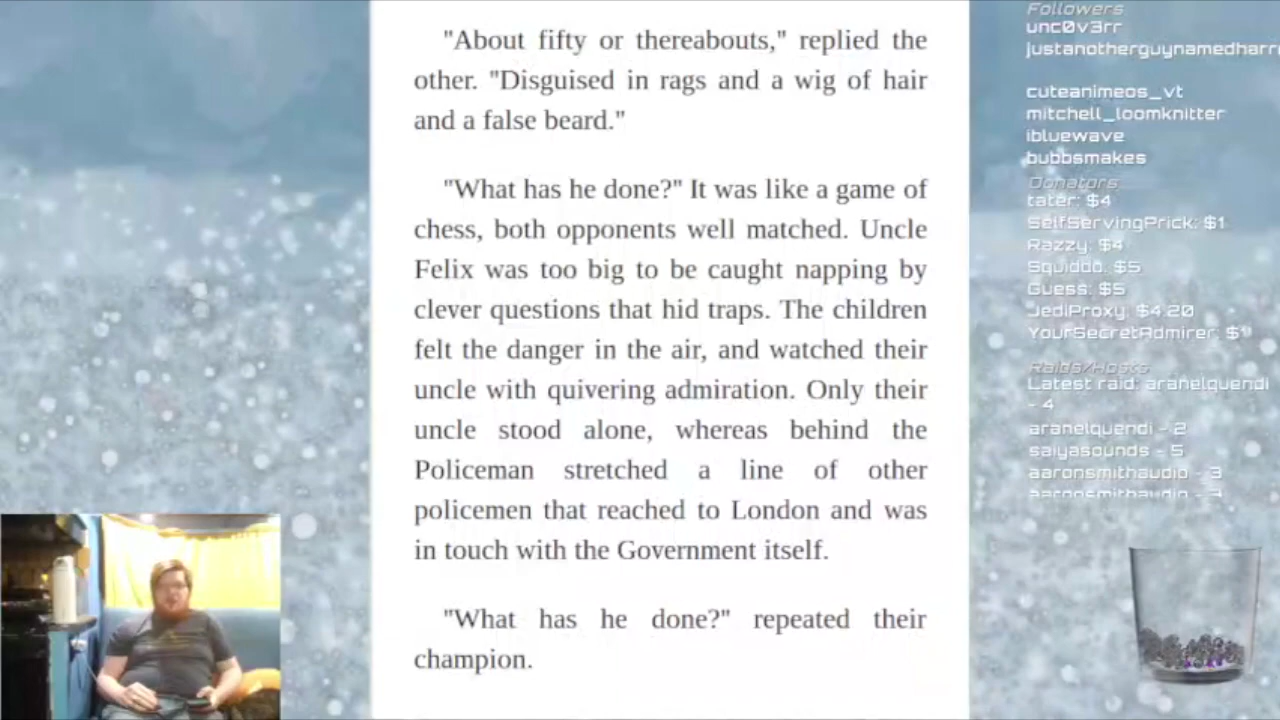 "About fifty or thereabouts," replied the
other. "Disguised in rags and a wig of hair
and a false beard."
"What has he done?" It was like a game of
chess, both opponents well matched. Uncle
Felix was too big to be caught napping by
clever questions that hid traps. The children
felt the danger in the air, and watched their
uncle with quivering admiration. Only their
uncle stood alone, whereas behind the
Policeman stretched a line of other
policemen that reached to London and was
in touch with the Government itself.
"What has he done?" repeated their
champion.
Followers
unc0v3rr
cuteanimeos_vt
mitchell_loomknitter
ibluewave
bubbsmakes
Donators
tater: $4
SelfServingPrick: $1
Razzy: $4
Squiddo: $5
Guess: $5
JediProxy: $4.20
YourSecretAdmirer:
Raids/Hosts
Latest raid: aranelquendi
- 4
aranelquendi - 2
saiyasounds - 5
aaronsmithaudio - 3